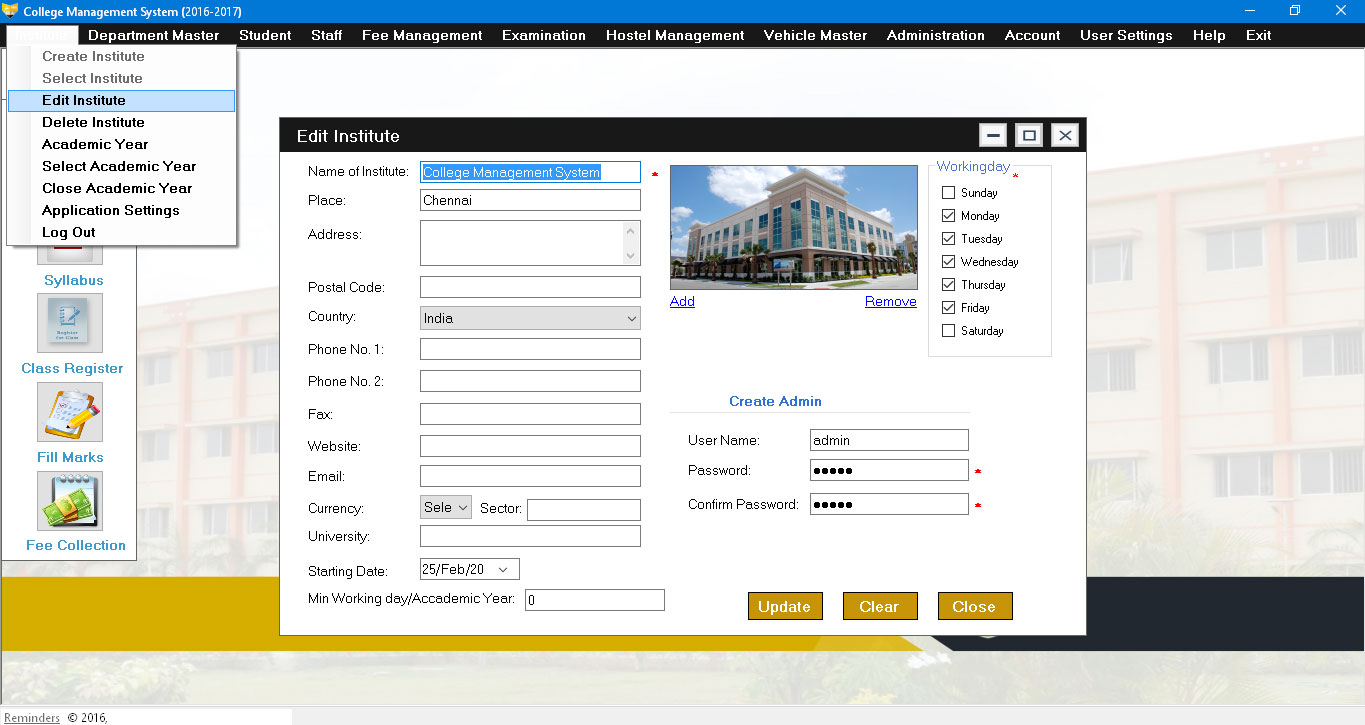 College Management System (2016-2017)
Department Master Student Staff Fee Management Examination Hostel Management Vehicle Master Administration Account User Settings Help Exit
Create Institute
Select Institute
Edit Institute
Delete Institute
Academic Year
Select Academic Year
Close Academic Year
Application Settings
Log Out
Syllabus
Register
for Class
Class Register
Fill Marks
Fee Collection
Edit Institute
Name of Institute: College Management System *
Place: Chennai
Address:
Postal Code:
Country: India
Phone No. 1:
Phone No. 2:
Fax:
Website:
Email:
Currency: Sele Sector:
University:
Starting Date: 25/Feb/20
Min Working day/Accademic Year: 0
Add Remove
Workingday *
Sunday
Monday
Tuesday
Wednesday
Thursday
Friday
Saturday
Create Admin
User Name: admin
Password: ●●●●● *
Confirm Password: ●●●●● *
Update Clear Close
Reminders © 2016,